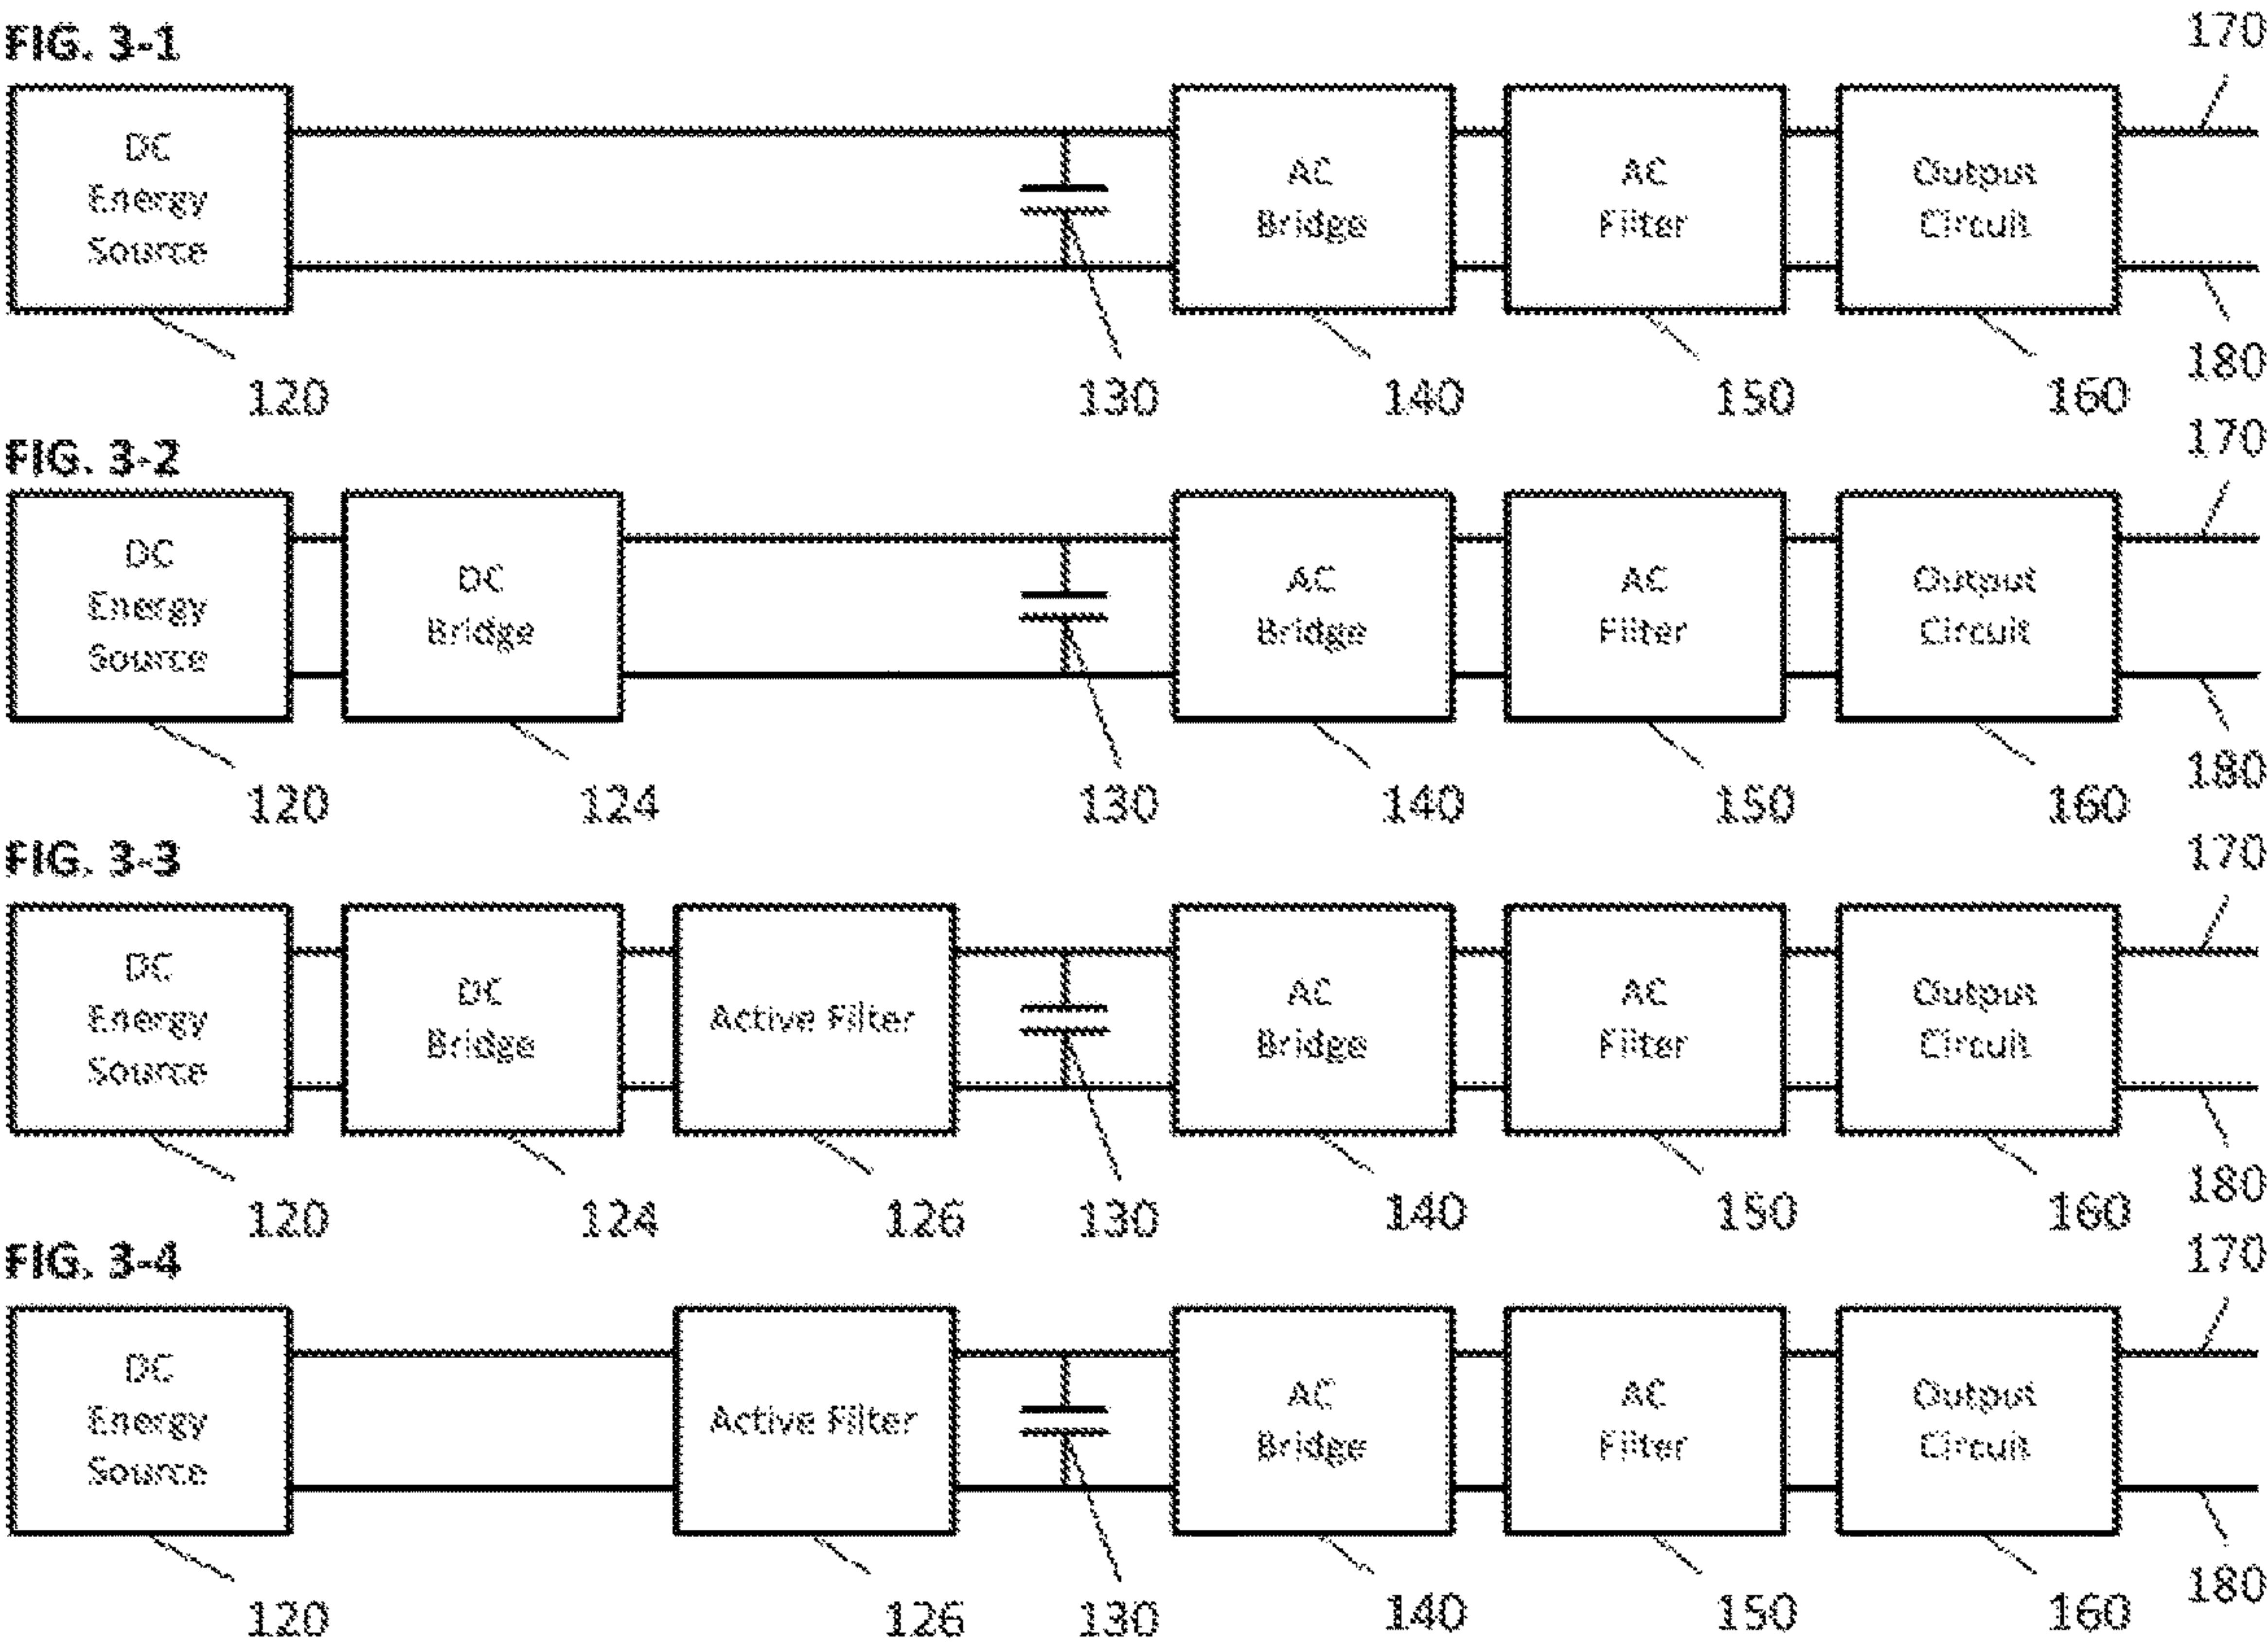 FIG. 3-1
170
DC
Energy
Source
AC
Bridge
AC
Filter
Output
Circuit
120
130
140
150
160
180
FIG. 3-2
170
DC
Energy
Source
DC
Bridge
AC
Bridge
AC
Filter
Output
Circuit
120
124
130
140
150
160
180
FIG. 3-3
170
DC
Energy
Source
DC
Bridge
Active Filter
AC
Bridge
AC
Filter
Output
Circuit
120
124
126
130
140
150
160
180
FIG. 3-4
170
DC
Energy
Source
Active Filter
AC
Bridge
AC
Filter
Output
Circuit
120
126
130
140
150
160
180